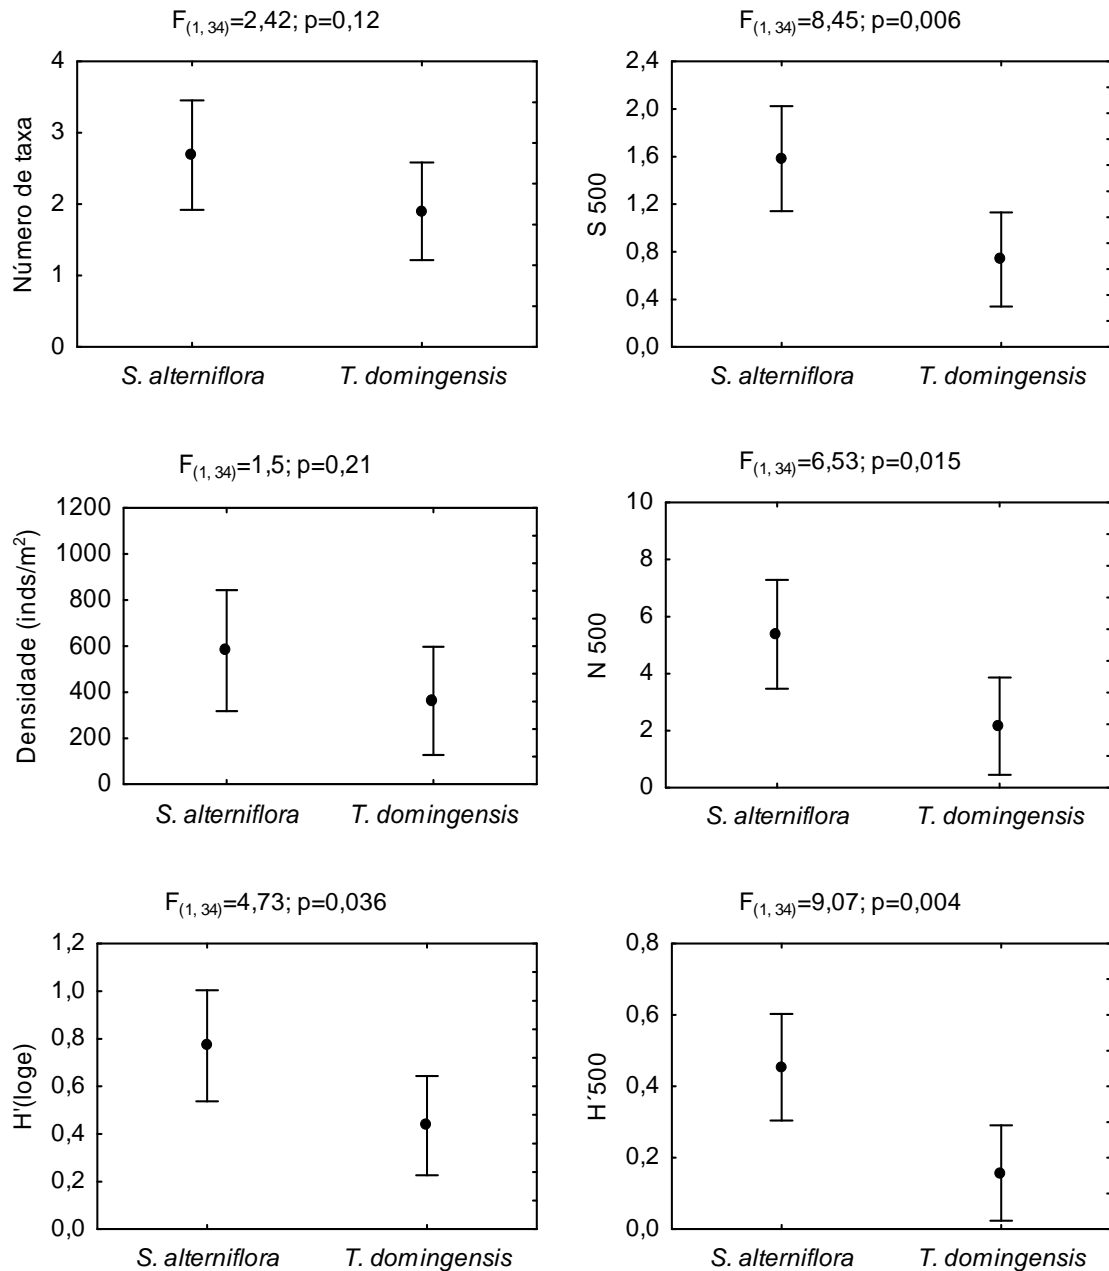 F(1, 34)=2,42; p=0,12
4
3
2
1
0
Número de taxa
S. alterniflora T. domingensis
F(1, 34)=8,45; p=0,006
2,4
2,0
1,6
1,2
0,8
0,4
0,0
S 500
S. alterniflora T. domingensis
F(1, 34)=1,5; p=0,21
1200
1000
800
600
400
200
0
Densidade (inds/m²)
S. alterniflora T. domingensis
F(1, 34)=6,53; p=0,015
10
8
6
4
2
0
N 500
S. alterniflora T. domingensis
F(1, 34)=4,73; p=0,036
1,2
1,0
0,8
0,6
0,4
0,2
0,0
H'(loge)
S. alterniflora T. domingensis
F(1, 34)=9,07; p=0,004
0,8
0,6
0,4
0,2
0,0
H´500
S. alterniflora T. domingensis